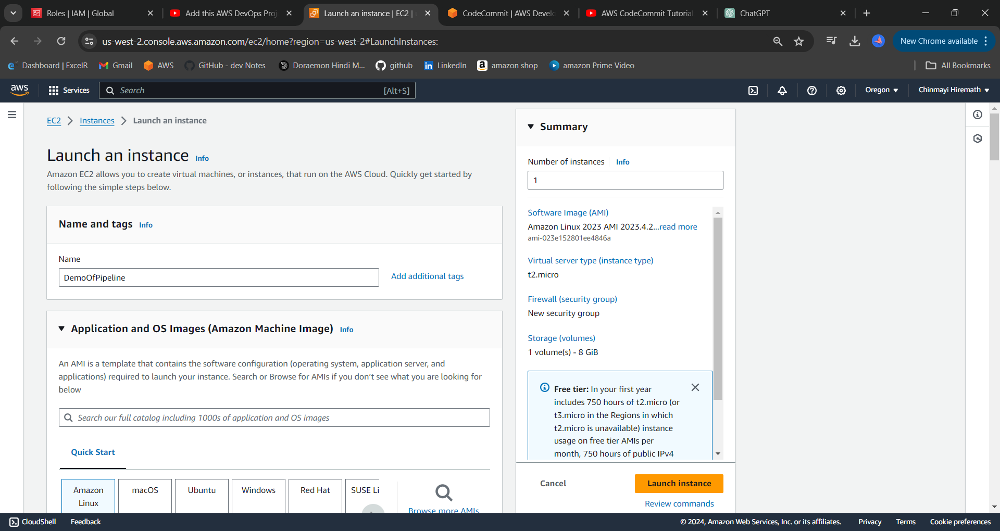 Roles | IAM | Global
Add this AWS DevOps Proj
Launch an instance | EC2 |
CodeCommit | AWS Develo
AWS CodeCommit Tutorial
ChatGPT
us-west-2.console.aws.amazon.com/ec2/home?region=us-west-2#LaunchInstances:
New Chrome available
Dashboard | ExcelR
Gmail
AWS
GitHub - dev Notes
Doraemon Hindi M...
github
LinkedIn
amazon shop
amazon Prime Video
All Bookmarks
aws
Services
Search
[Alt+S]
Oregon
Chinmayi Hiremath
EC2
Instances
Launch an instance
Launch an instance Info
Amazon EC2 allows you to create virtual machines, or instances, that run on the AWS Cloud. Quickly get started by
following the simple steps below.
Name and tags Info
Name
DemoOfPipeline
Add additional tags
Application and OS Images (Amazon Machine Image) Info
An AMI is a template that contains the software configuration (operating system, application server, and
applications) required to launch your instance. Search or Browse for AMIs if you don’t see what you are looking for
below
Search our full catalog including 1000s of application and OS images
Quick Start
Amazon
Linux
macOS
Ubuntu
Windows
Red Hat
SUSE Li
Browse more AMIs
Summary
Number of instances Info
1
Software Image (AMI)
Amazon Linux 2023 AMI 2023.4.2...read more
ami-023e152801ee4846a
Virtual server type (instance type)
t2.micro
Firewall (security group)
New security group
Storage (volumes)
1 volume(s) - 8 GiB
Free tier: In your first year
includes 750 hours of t2.micro (or
t3.micro in the Regions in which
t2.micro is unavailable) instance
usage on free tier AMIs per
month, 750 hours of public IPv4
Cancel
Launch instance
Review commands
CloudShell
Feedback
© 2024, Amazon Web Services, Inc. or its affiliates.
Privacy
Terms
Cookie preferences